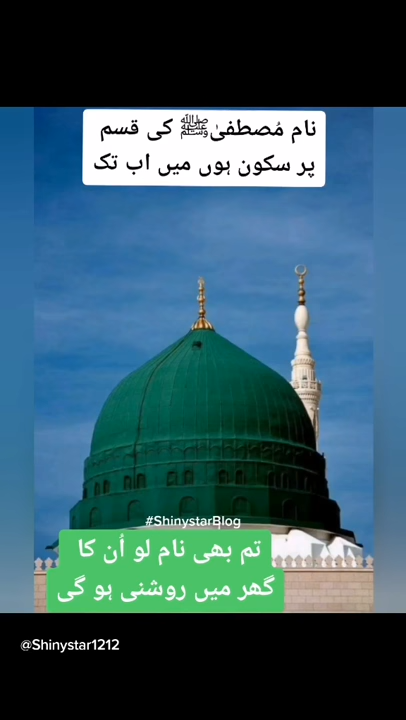 نام مُصطفیٰﷺ کی قسم
پر سکون ہوں میں اب تک
#ShinystarBlog
تم بھی نام لو اُن کا
گھر میں روشنی ہو گی
@Shinystar1212